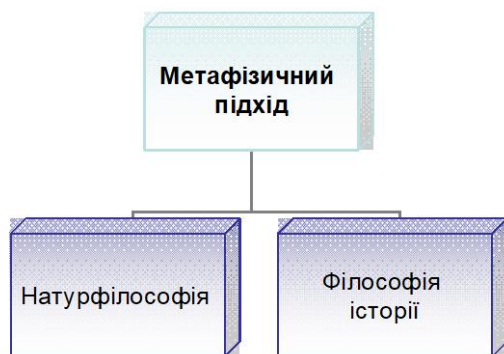 Метафізичний
підхід
Натурфілософія
Філософія
історії